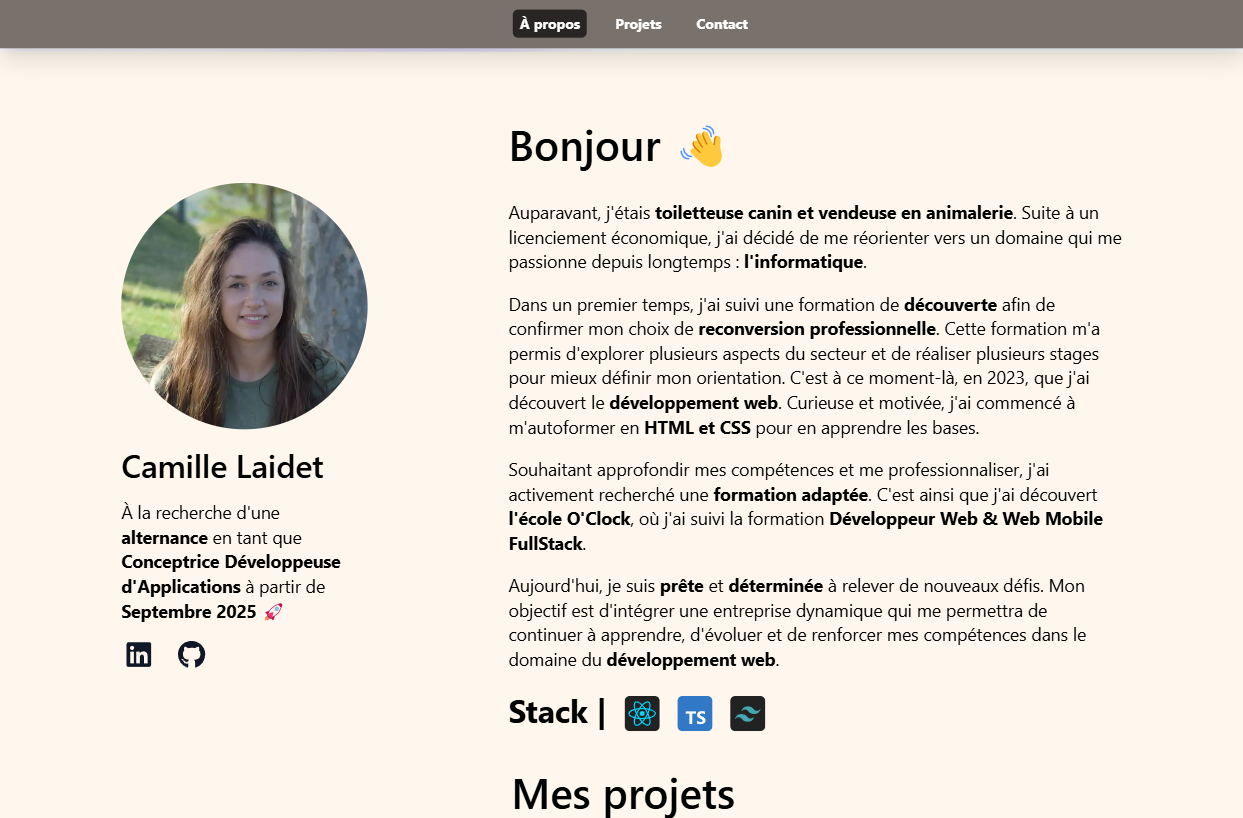 À propos
Projets
Contact
Bonjour 👋
Auparavant, j'étais toiletteuse canin et vendeuse en animalerie. Suite à un
licenciement économique, j'ai décidé de me réorienter vers un domaine qui me
passionne depuis longtemps : l'informatique.
Dans un premier temps, j'ai suivi une formation de découverte afin de
confirmer mon choix de reconversion professionnelle. Cette formation m'a
permis d'explorer plusieurs aspects du secteur et de réaliser plusieurs stages
pour mieux définir mon orientation. C'est à ce moment-là, en 2023, que j'ai
découvert le développement web. Curieuse et motivée, j'ai commencé à
m'autoformer en HTML et CSS pour en apprendre les bases.
Souhaitant approfondir mes compétences et me professionnaliser, j'ai
activement recherché une formation adaptée. C'est ainsi que j'ai découvert
l'école O'Clock, où j'ai suivi la formation Développeur Web & Web Mobile
FullStack.
Aujourd'hui, je suis prête et déterminée à relever de nouveaux défis. Mon
objectif est d'intégrer une entreprise dynamique qui me permettra de
continuer à apprendre, d'évoluer et de renforcer mes compétences dans le
domaine du développement web.
Stack |
TS
Camille Laidet
À la recherche d'une
alternance en tant que
Conceptrice Développeuse
d'Applications à partir de
Septembre 2025 🚀
in
Mes projets